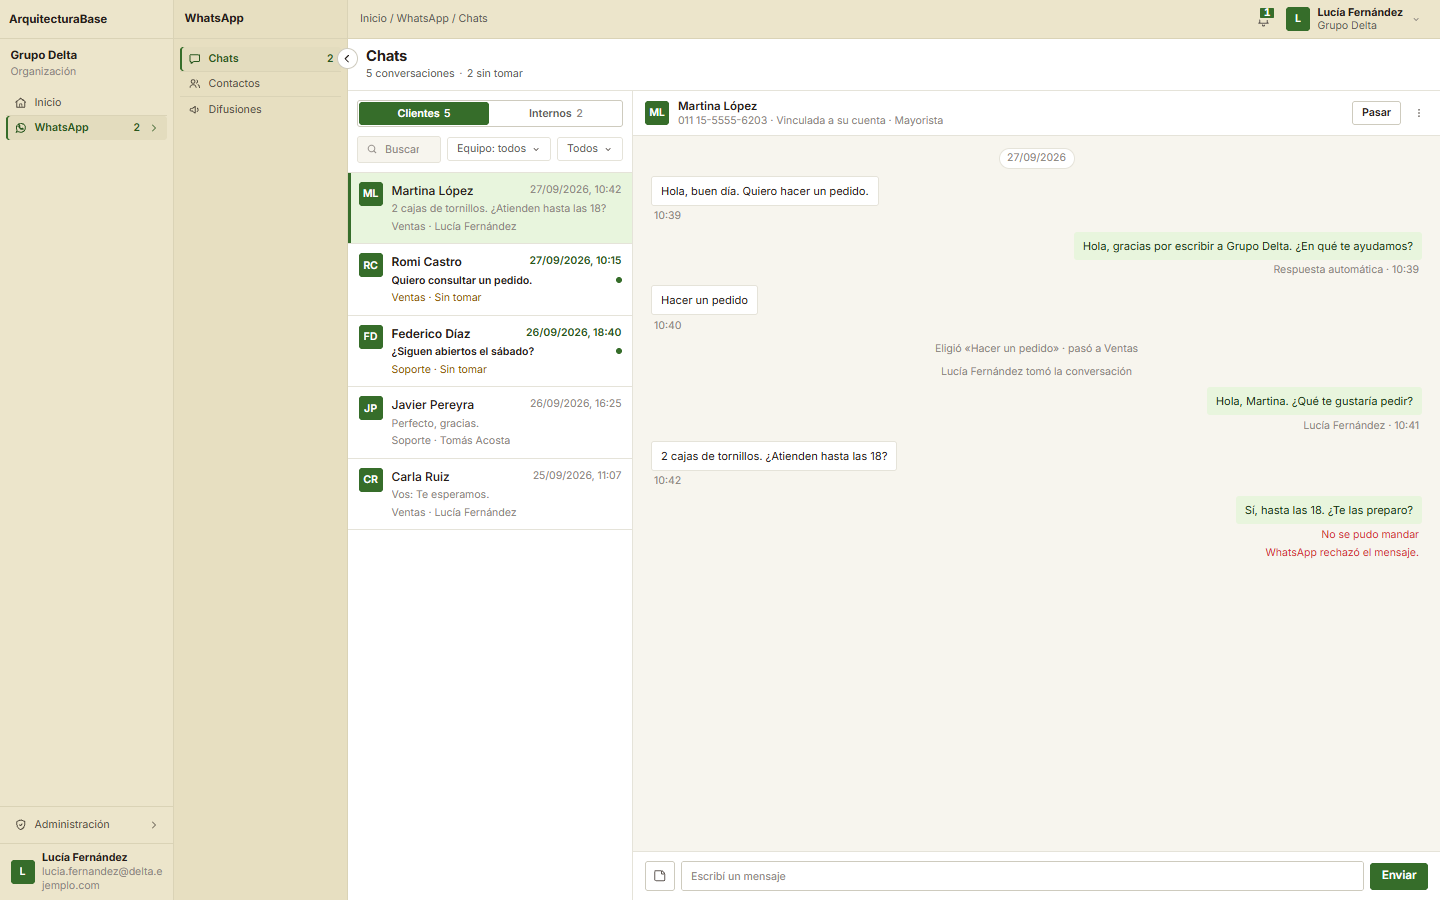 ArquitecturaBase
Grupo Delta
Organización
Inicio
WhatsApp 2
Administración
L
Lucía Fernández
lucia.fernandez@delta.e
jemplo.com
WhatsApp
Chats 2
Contactos
Difusiones
Inicio / WhatsApp / Chats
1
L
Lucía Fernández
Grupo Delta
Chats
5 conversaciones · 2 sin tomar
Clientes 5
Internos 2
Buscar
Equipo: todos
Todos
ML
Martina López
27/09/2026, 10:42
2 cajas de tornillos. ¿Atienden hasta las 18?
Ventas · Lucía Fernández
RC
Romi Castro
27/09/2026, 10:15
Quiero consultar un pedido.
Ventas · Sin tomar
FD
Federico Díaz
26/09/2026, 18:40
¿Siguen abiertos el sábado?
Soporte · Sin tomar
JP
Javier Pereyra
26/09/2026, 16:25
Perfecto, gracias.
Soporte · Tomás Acosta
CR
Carla Ruiz
25/09/2026, 11:07
Vos: Te esperamos.
Ventas · Lucía Fernández
ML
Martina López
011 15-5555-6203 · Vinculada a su cuenta · Mayorista
Pasar
27/09/2026
Hola, buen día. Quiero hacer un pedido.
10:39
Hola, gracias por escribir a Grupo Delta. ¿En qué te ayudamos?
Respuesta automática · 10:39
Hacer un pedido
10:40
Eligió «Hacer un pedido» · pasó a Ventas
Lucía Fernández tomó la conversación
Hola, Martina. ¿Qué te gustaría pedir?
Lucía Fernández · 10:41
2 cajas de tornillos. ¿Atienden hasta las 18?
10:42
Sí, hasta las 18. ¿Te las preparo?
No se pudo mandar
WhatsApp rechazó el mensaje.
Escribí un mensaje
Enviar